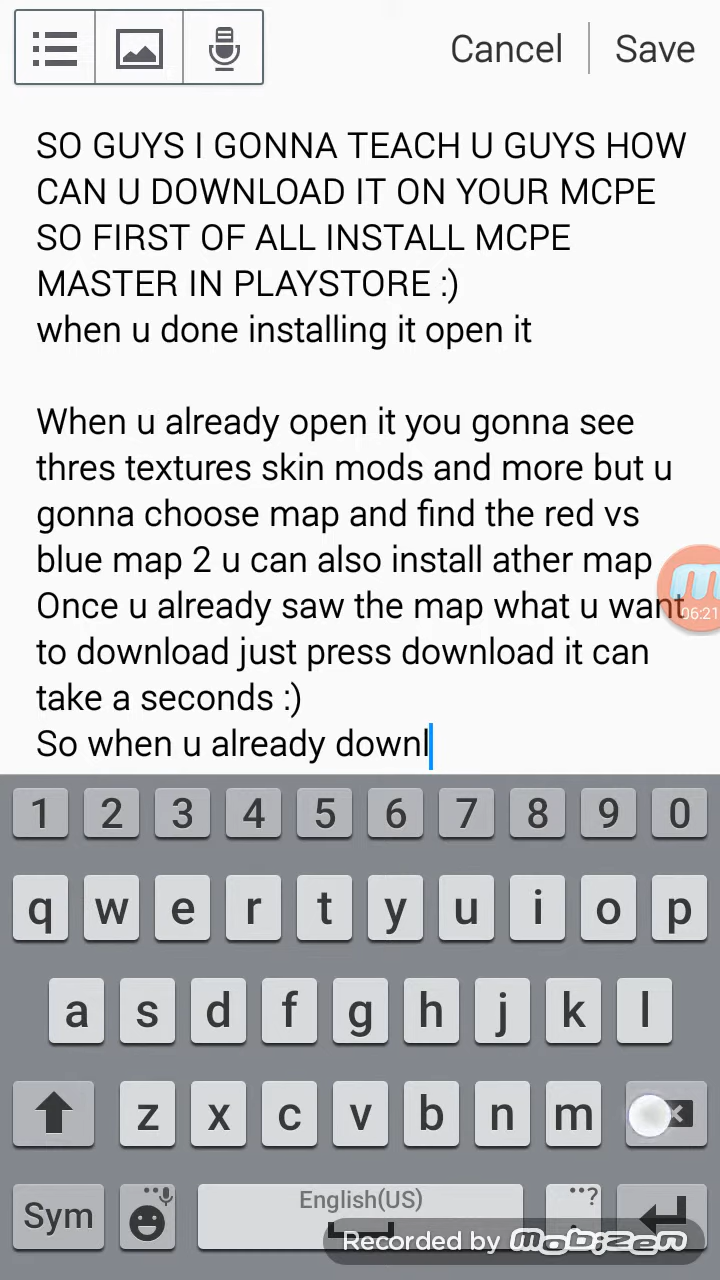 Cancel Save
SO GUYS I GONNA TEACH U GUYS HOW
CAN U DOWNLOAD IT ON YOUR MCPE
SO FIRST OF ALL INSTALL MCPE
MASTER IN PLAYSTORE :)
when u done installing it open it
When u already open it you gonna see
thres textures skin mods and more but u
gonna choose map and find the red vs
blue map 2 u can also install ather map
Once u already saw the map what u want
06:21
to download just press download it can
take a seconds :)
So when u already downl
1 2 3 4 5 6 7 8 9 0
q w e r t y u i o p
a s d f g h j k l
z x c v b n m
Sym English(US) ?
Recorded by mobizen